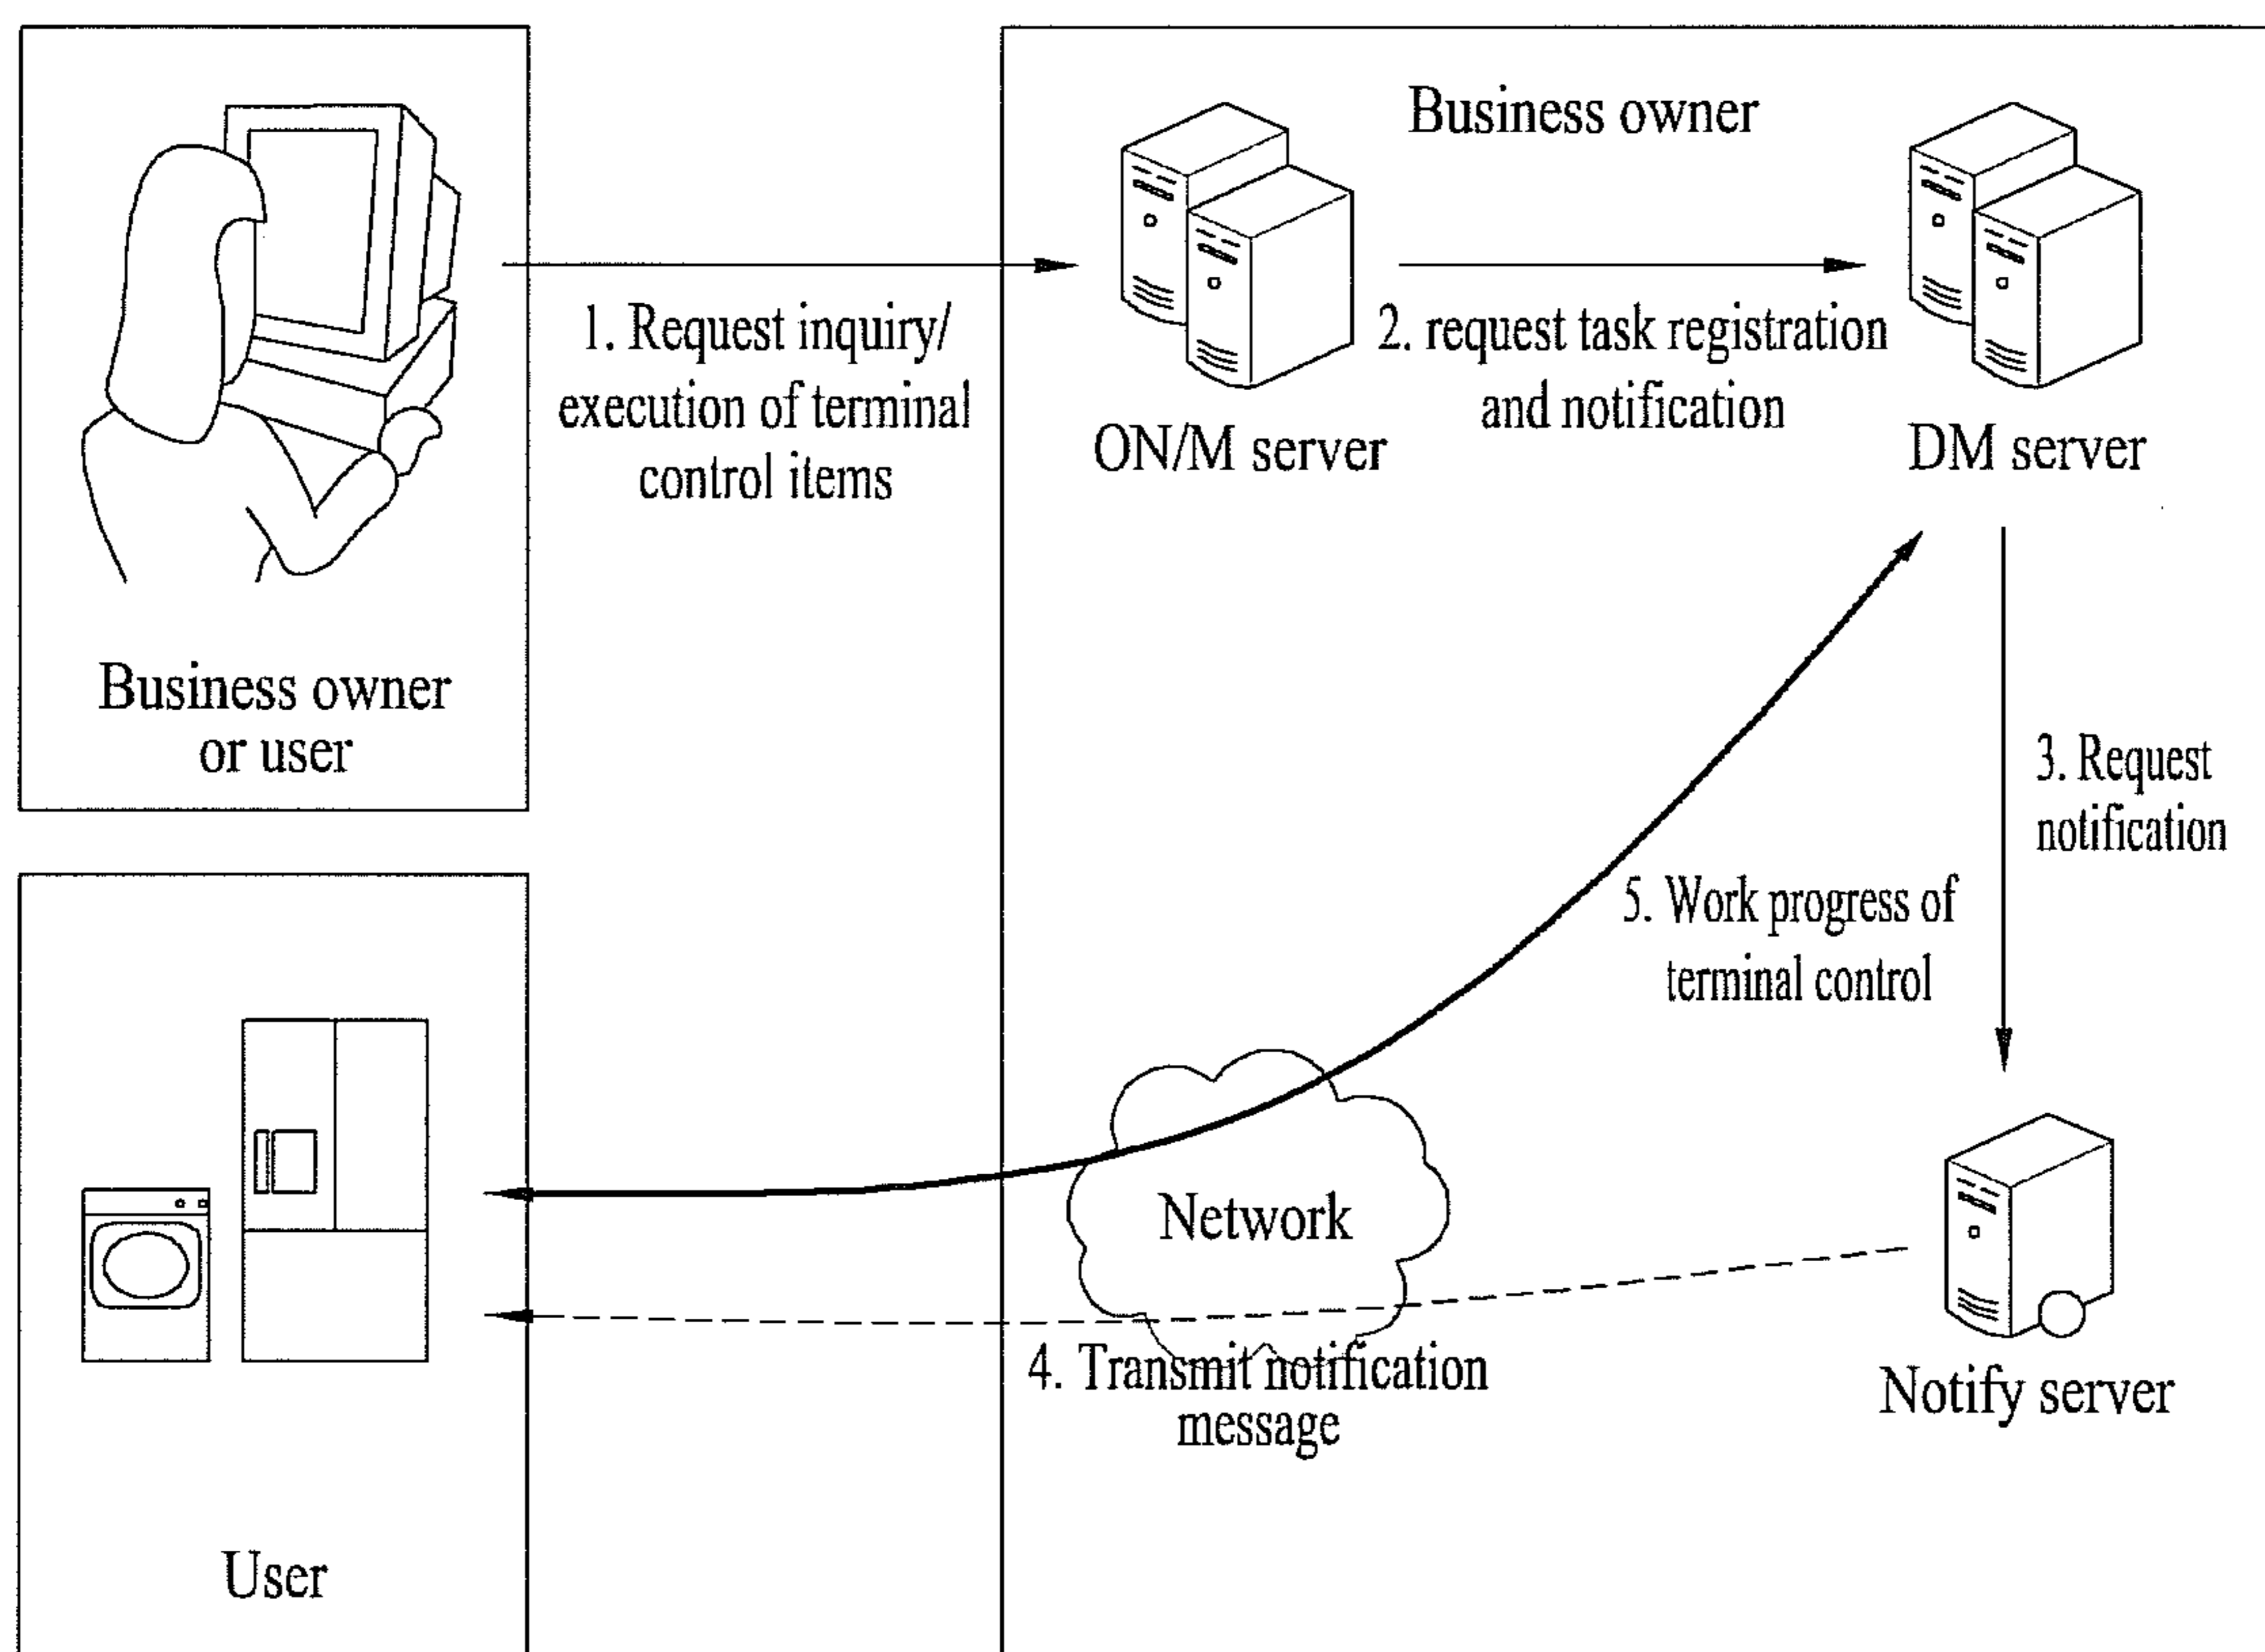 Business owner
or user
1. Request inquiry/
execution of terminal
control items
Business owner
ON/M server
2. request task registration
and notification
DM server
3. Request
notification
5. Work progress of
terminal control
Network
4. Transmit notification
message
Notify server
User